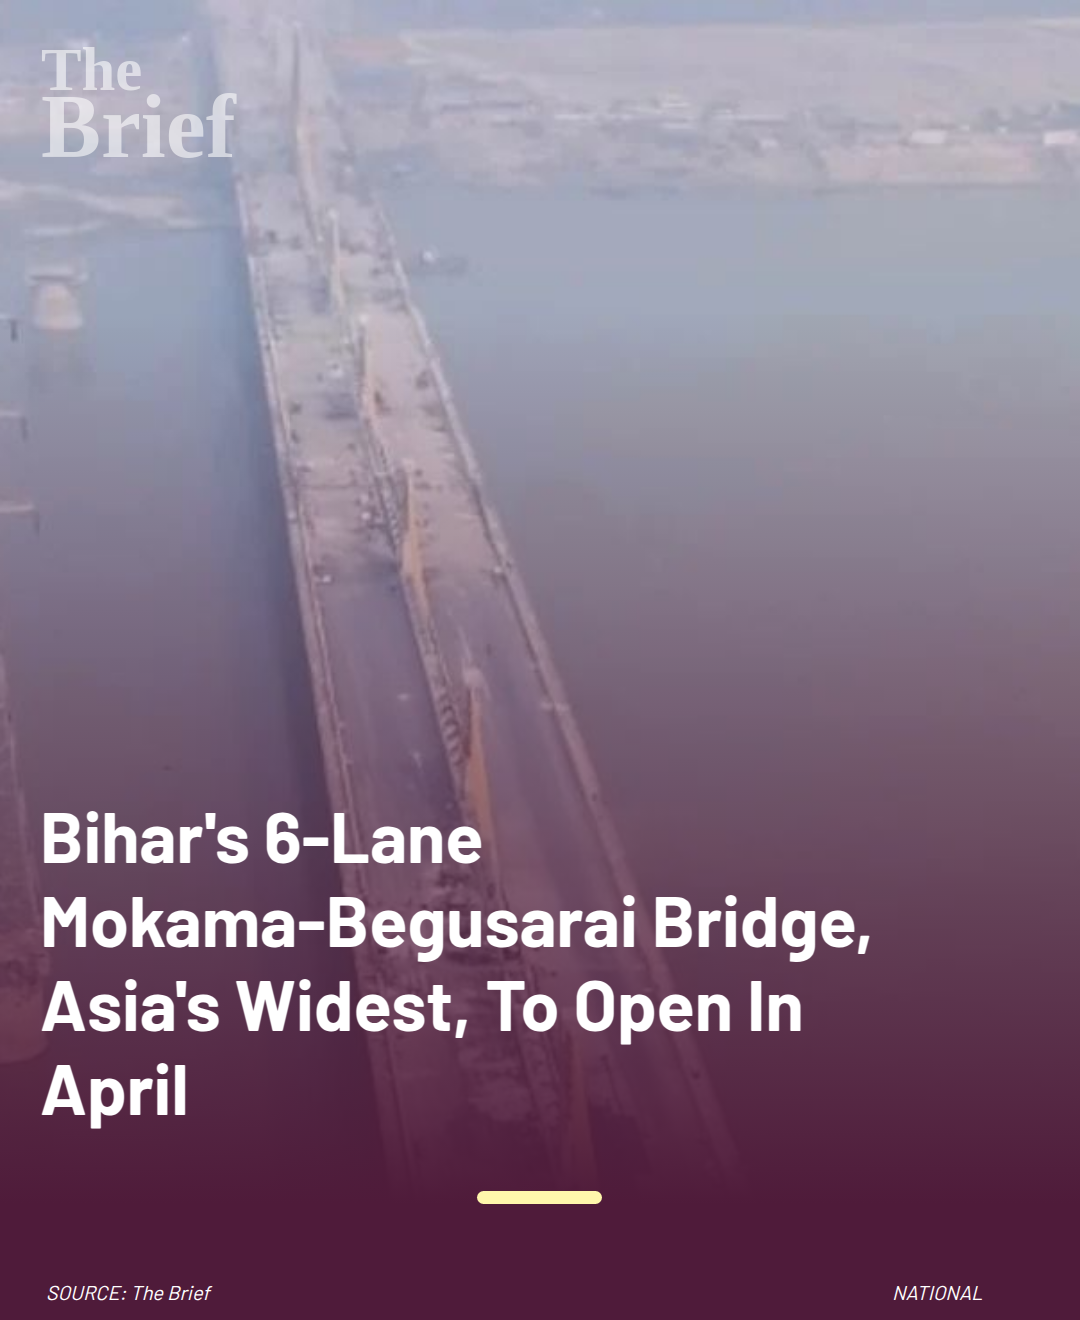 The
Brief
Bihar's 6-Lane
Mokama-Begusarai Bridge,
Asia's Widest, To Open In
April
SOURCE: The Brief
NATIONAL